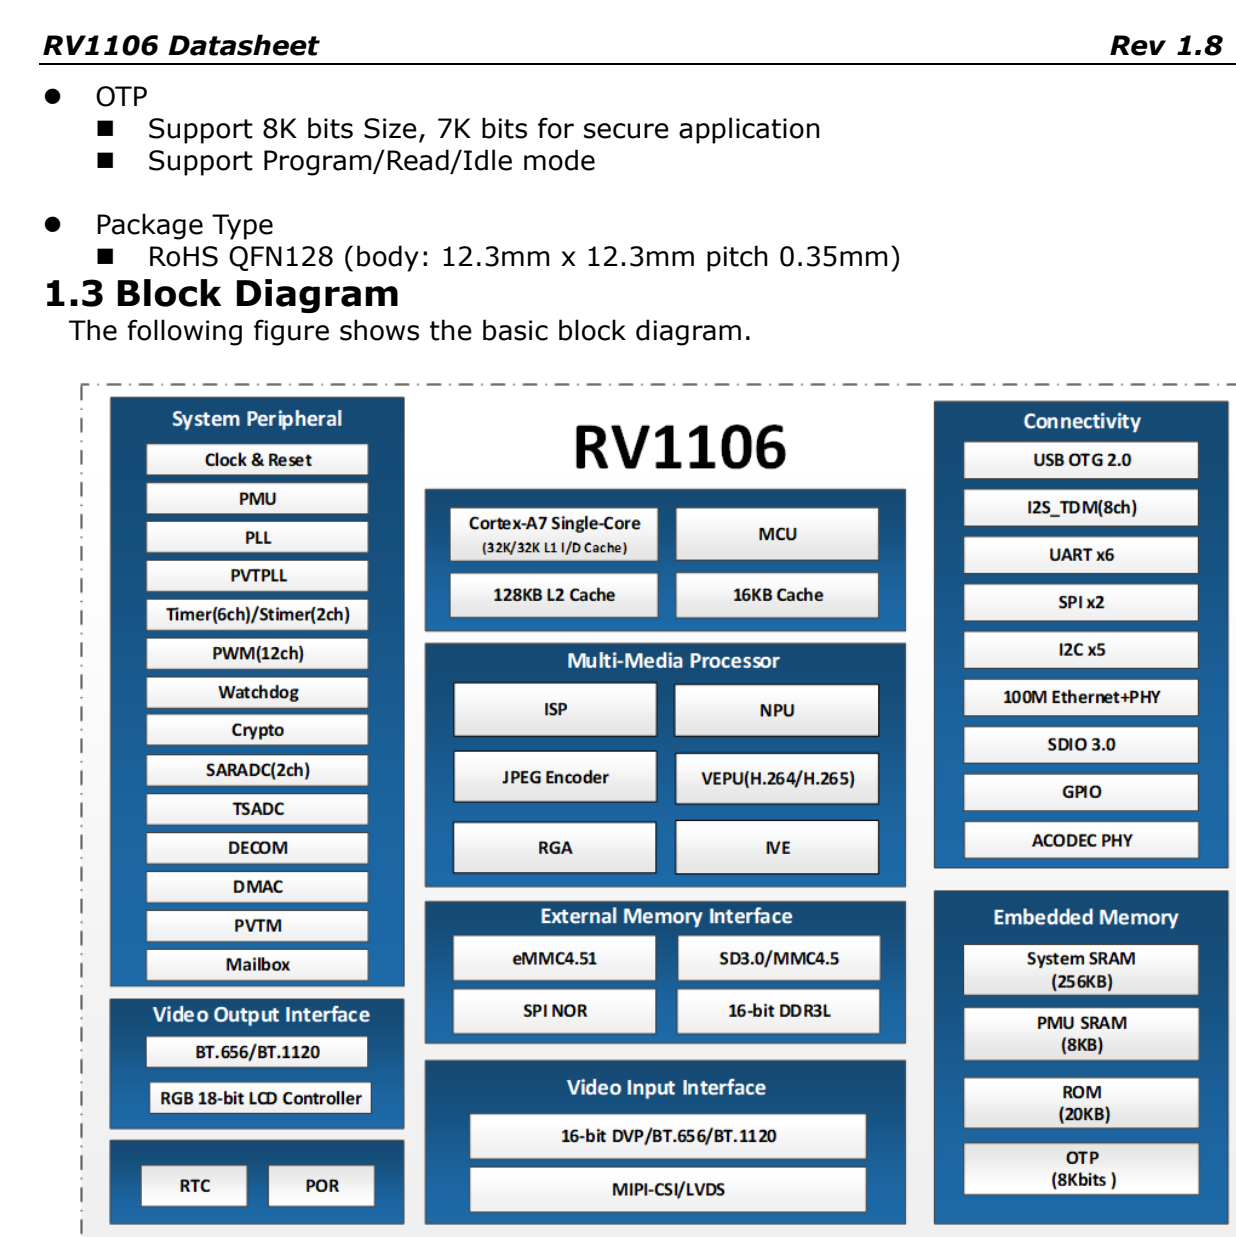 RV1106 Datasheet Rev 1.8
● OTP
■ Support 8K bits Size, 7K bits for secure application
■ Support Program/Read/Idle mode
● Package Type
■ RoHS QFN128 (body: 12.3mm x 12.3mm pitch 0.35mm)
1.3 Block Diagram
The following figure shows the basic block diagram.
System Peripheral
Clock & Reset
PMU
PLL
PVTPLL
Timer(6ch)/Stimer(2ch)
PWM(12ch)
Watchdog
Crypto
SARADC(2ch)
TSADC
DECOM
DMAC
PVTM
Mailbox
Video Output Interface
BT.656/BT.1120
RGB 18-bit LCD Controller
RTC
POR
RV1106
Cortex-A7 Single-Core
(32K/32K L1 I/D Cache)
MCU
128KB L2 Cache
16KB Cache
Multi-Media Processor
ISP
NPU
JPEG Encoder
VEPU(H.264/H.265)
RGA
IVE
External Memory Interface
eMMC4.51
SD3.0/MMC4.5
SPI NOR
16-bit DDR3L
Video Input Interface
16-bit DVP/BT.656/BT.1120
MIPI-CSI/LVDS
Connectivity
USB OTG 2.0
I2S_TDM(8ch)
UART x6
SPI x2
I2C x5
100M Ethernet+PHY
SDIO 3.0
GPIO
ACODEC PHY
Embedded Memory
System SRAM
(256KB)
PMU SRAM
(8KB)
ROM
(20KB)
OTP
(8Kbits )